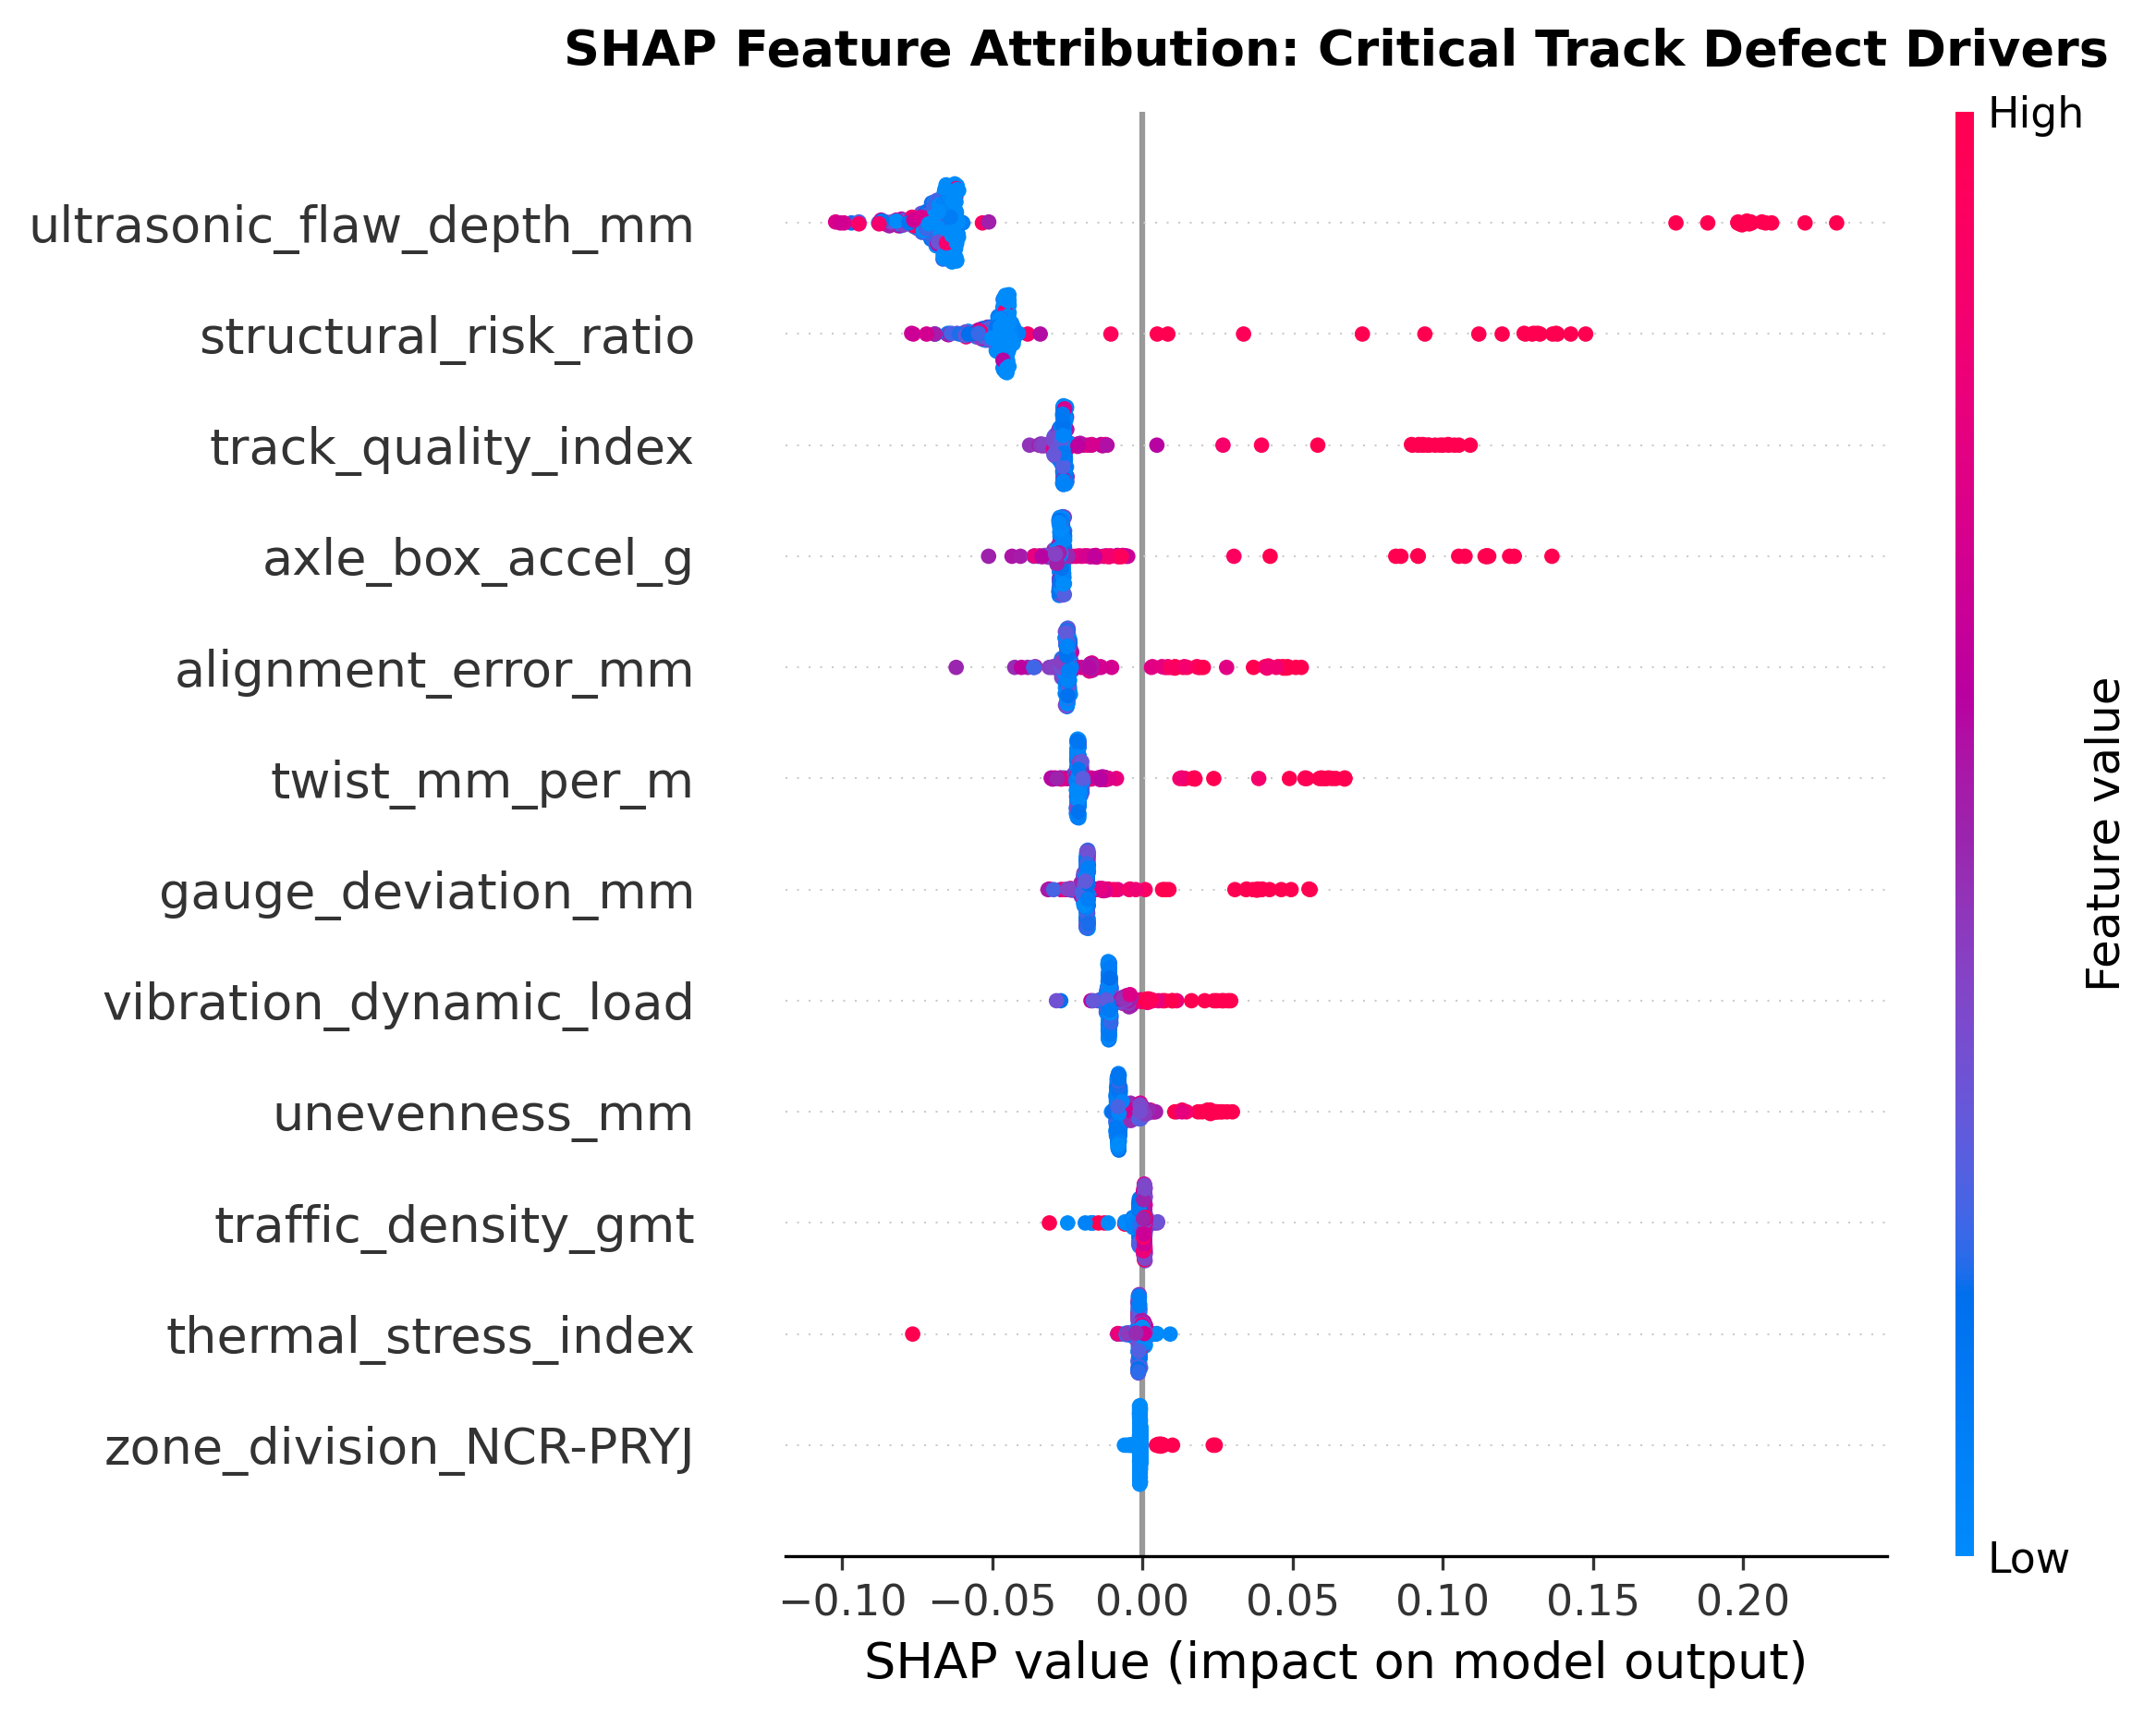 SHAP Feature Attribution: Critical Track Defect Drivers
High
ultrasonic_flaw_depth_mm
structural_risk_ratio
track_quality_index
axle_box_accel_g
alignment_error_mm
twist_mm_per_m
gauge_deviation_mm
vibration_dynamic_load
unevenness_mm
traffic_density_gmt
thermal_stress_index
zone_division_NCR-PRYJ
Feature value
Low
−0.10 −0.05 0.00 0.05 0.10 0.15 0.20
SHAP value (impact on model output)